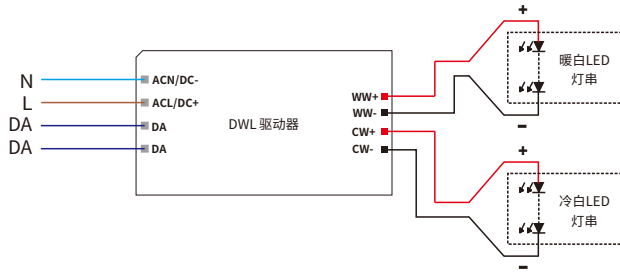 N
L
DA
DA
ACN/DC-
ACL/DC+
DA
DA
DWL 驱动器
WW+
WW-
CW+
CW-
+
暖白LED
灯串
-
+
冷白LED
灯串
-